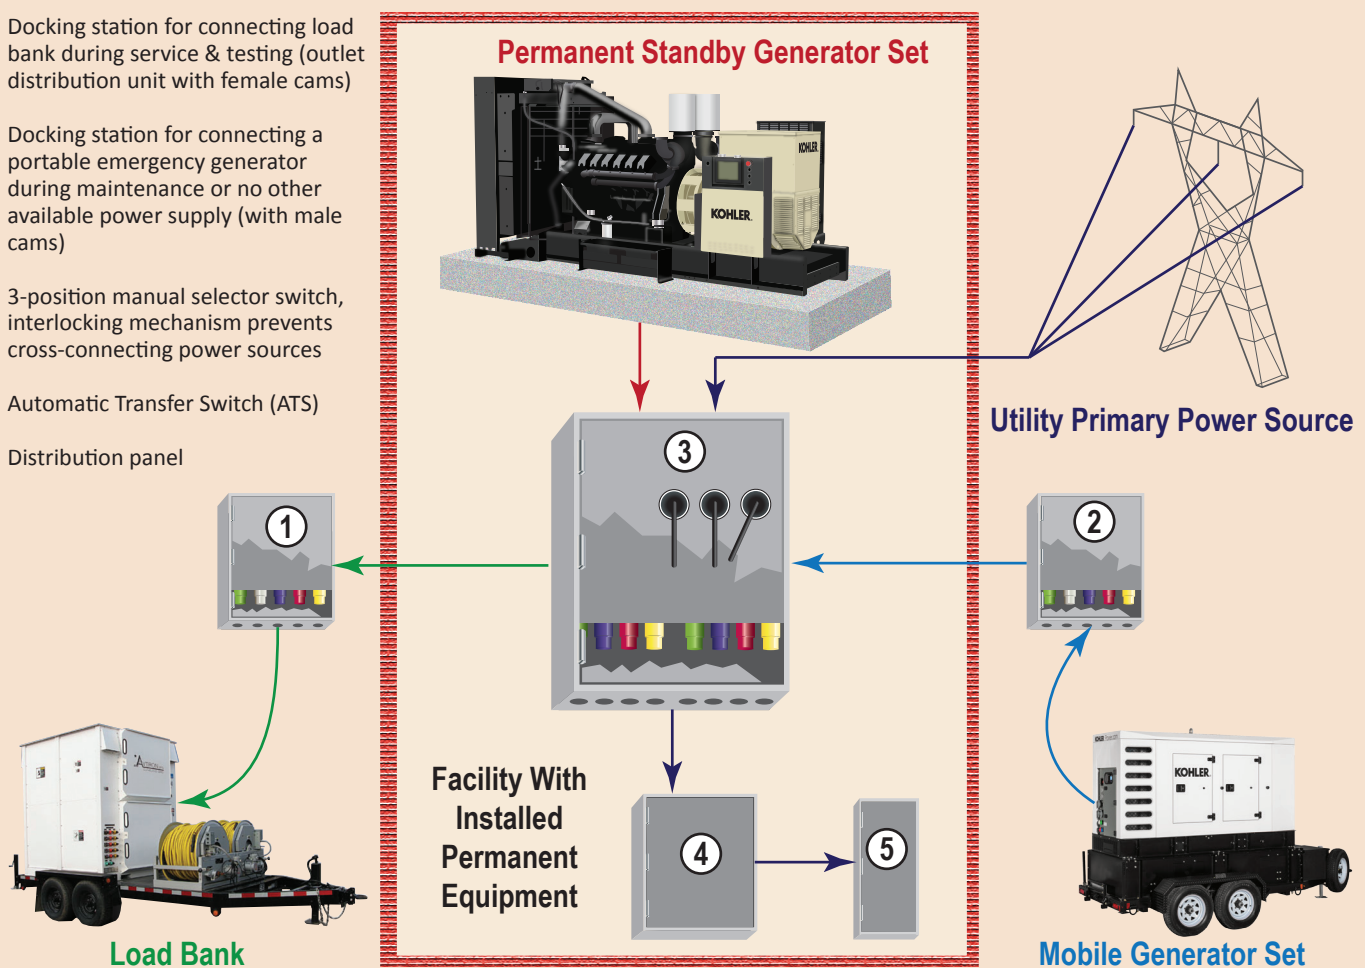 Docking station for connecting load
bank during service & testing (outlet
distribution unit with female cams)
Docking station for connecting a
portable emergency generator
during maintenance or no other
available power supply (with male
cams)
3-position manual selector switch,
interlocking mechanism prevents
cross-connecting power sources
Automatic Transfer Switch (ATS)
Distribution panel
Permanent Standby Generator Set
KOHLER
KOHLER
Utility Primary Power Source
3
1
2
Facility With
Installed
Permanent
Equipment
4
5
KOHLER
Load Bank
Mobile Generator Set